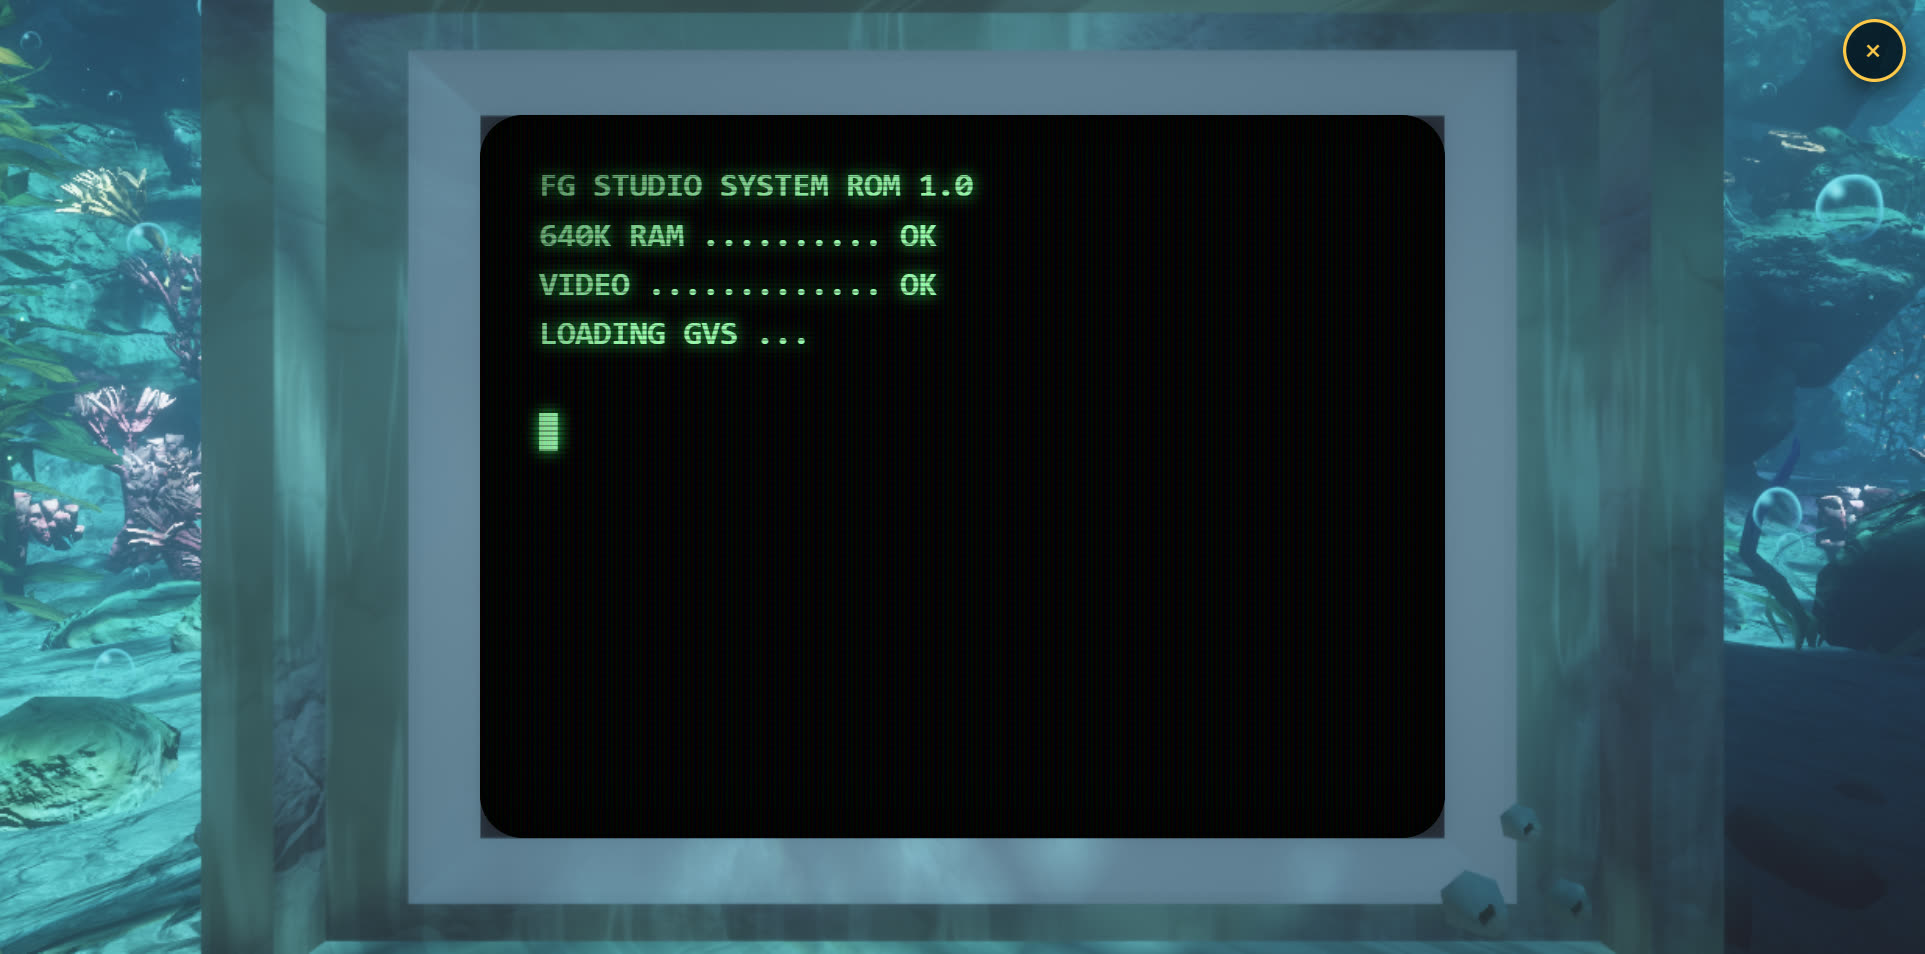 FG STUDIO SYSTEM ROM 1.0
640K RAM .......... OK
VIDEO ............. OK
LOADING GVS ...